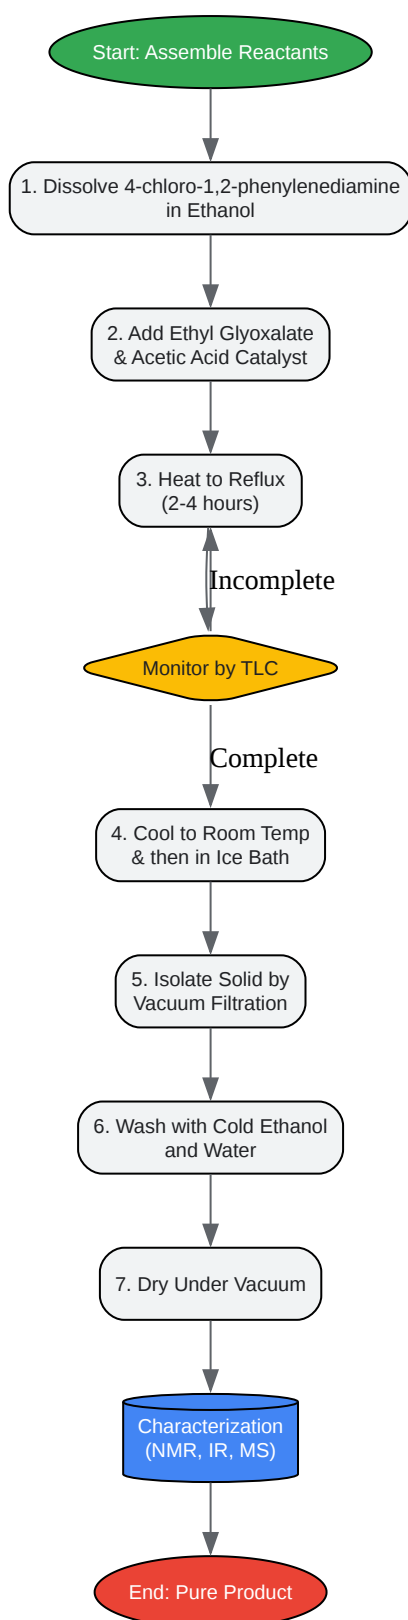 Start: Assemble Reactants
1. Dissolve 4-chloro-1,2-phenylenediamine
in Ethanol
2. Add Ethyl Glyoxalate
& Acetic Acid Catalyst
3. Heat to Reflux
(2-4 hours)
Incomplete
Monitor by TLC
Complete
4. Cool to Room Temp
& then in Ice Bath
5. Isolate Solid by
Vacuum Filtration
6. Wash with Cold Ethanol
and Water
7. Dry Under Vacuum
Characterization
(NMR, IR, MS)
End: Pure Product